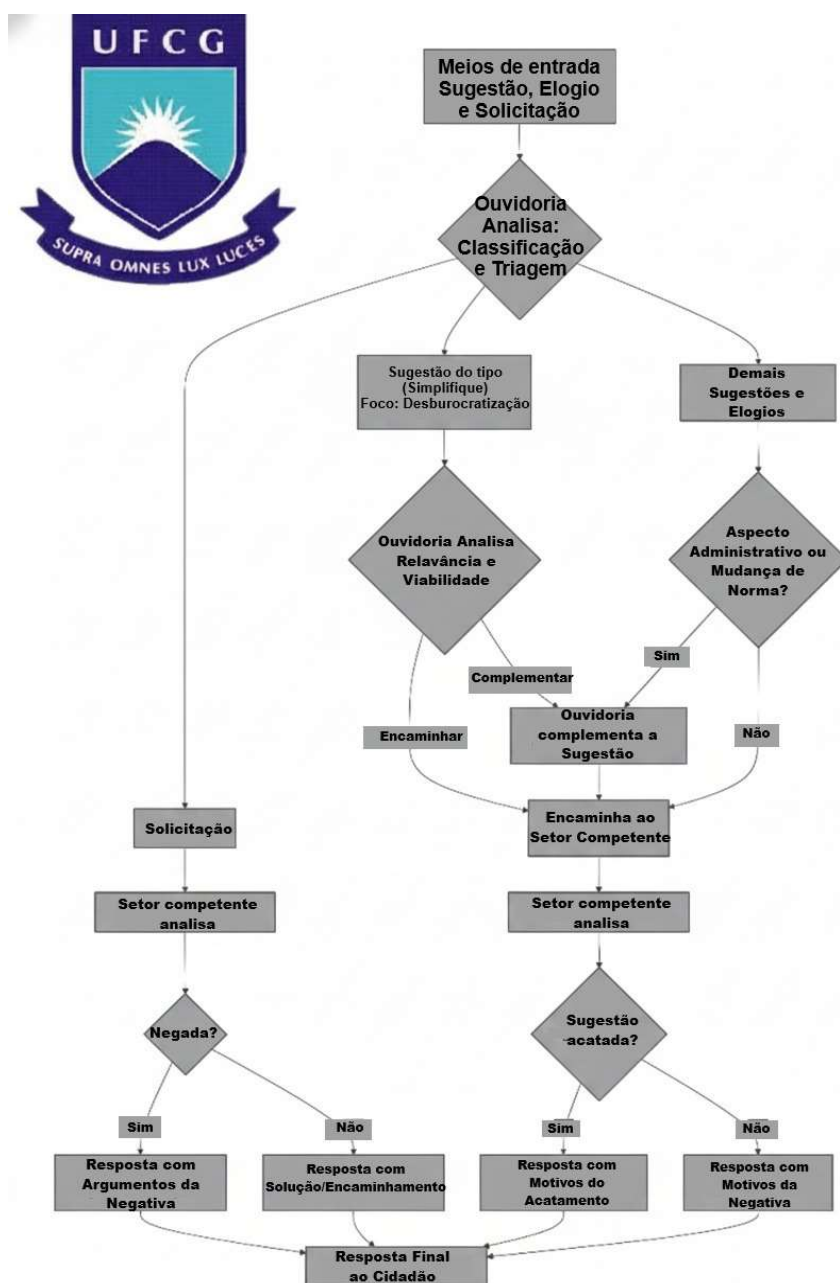 UFCG
SUPRA OMNES LUX LUCES
Meios de entrada
Sugestão, Elogio
e Solicitação
Ouvidoria
Analisa:
Classificação
e Triagem
Sugestão do tipo
(Simplifique)
Foco: Desburocratização
Demais
Sugestões e
Elogios
Ouvidoria Analisa
Relavância e
Viabilidade
Aspecto
Administrativo ou
Mudança de
Norma?
Complementar
Sim
Encaminhar
Ouvidoria
complementa a
Sugestão
Não
Solicitação
Encaminha ao
Setor Competente
Setor competente
analisa
Setor competente
analisa
Negada?
Sugestão
acatada?
Sim
Não
Sim
Não
Resposta com
Argumentos da
Negativa
Resposta com
Solução/Encaminhamento
Resposta com
Motivos do
Acatamento
Resposta com
Motivos da
Negativa
Resposta Final
ao Cidadão